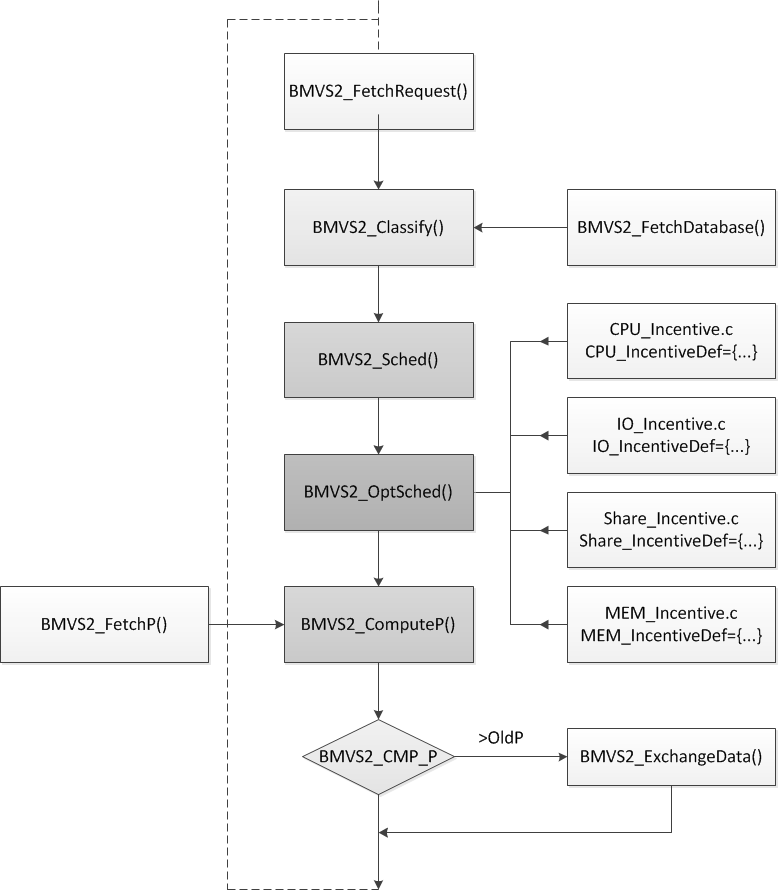 BMVS2_FetchRequest()
BMVS2_Classify()
BMVS2_FetchDatabase()
BMVS2_Sched()
CPU_Incentive.c
CPU_IncentiveDef={...}
IO_Incentive.c
IO_IncentiveDef={...}
BMVS2_OptSched()
Share_Incentive.c
Share_IncentiveDef={...}
BMVS2_FetchP()
BMVS2_ComputeP()
MEM_Incentive.c
MEM_IncentiveDef={...}
BMVS2_CMP_P
>OldP
BMVS2_ExchangeData()